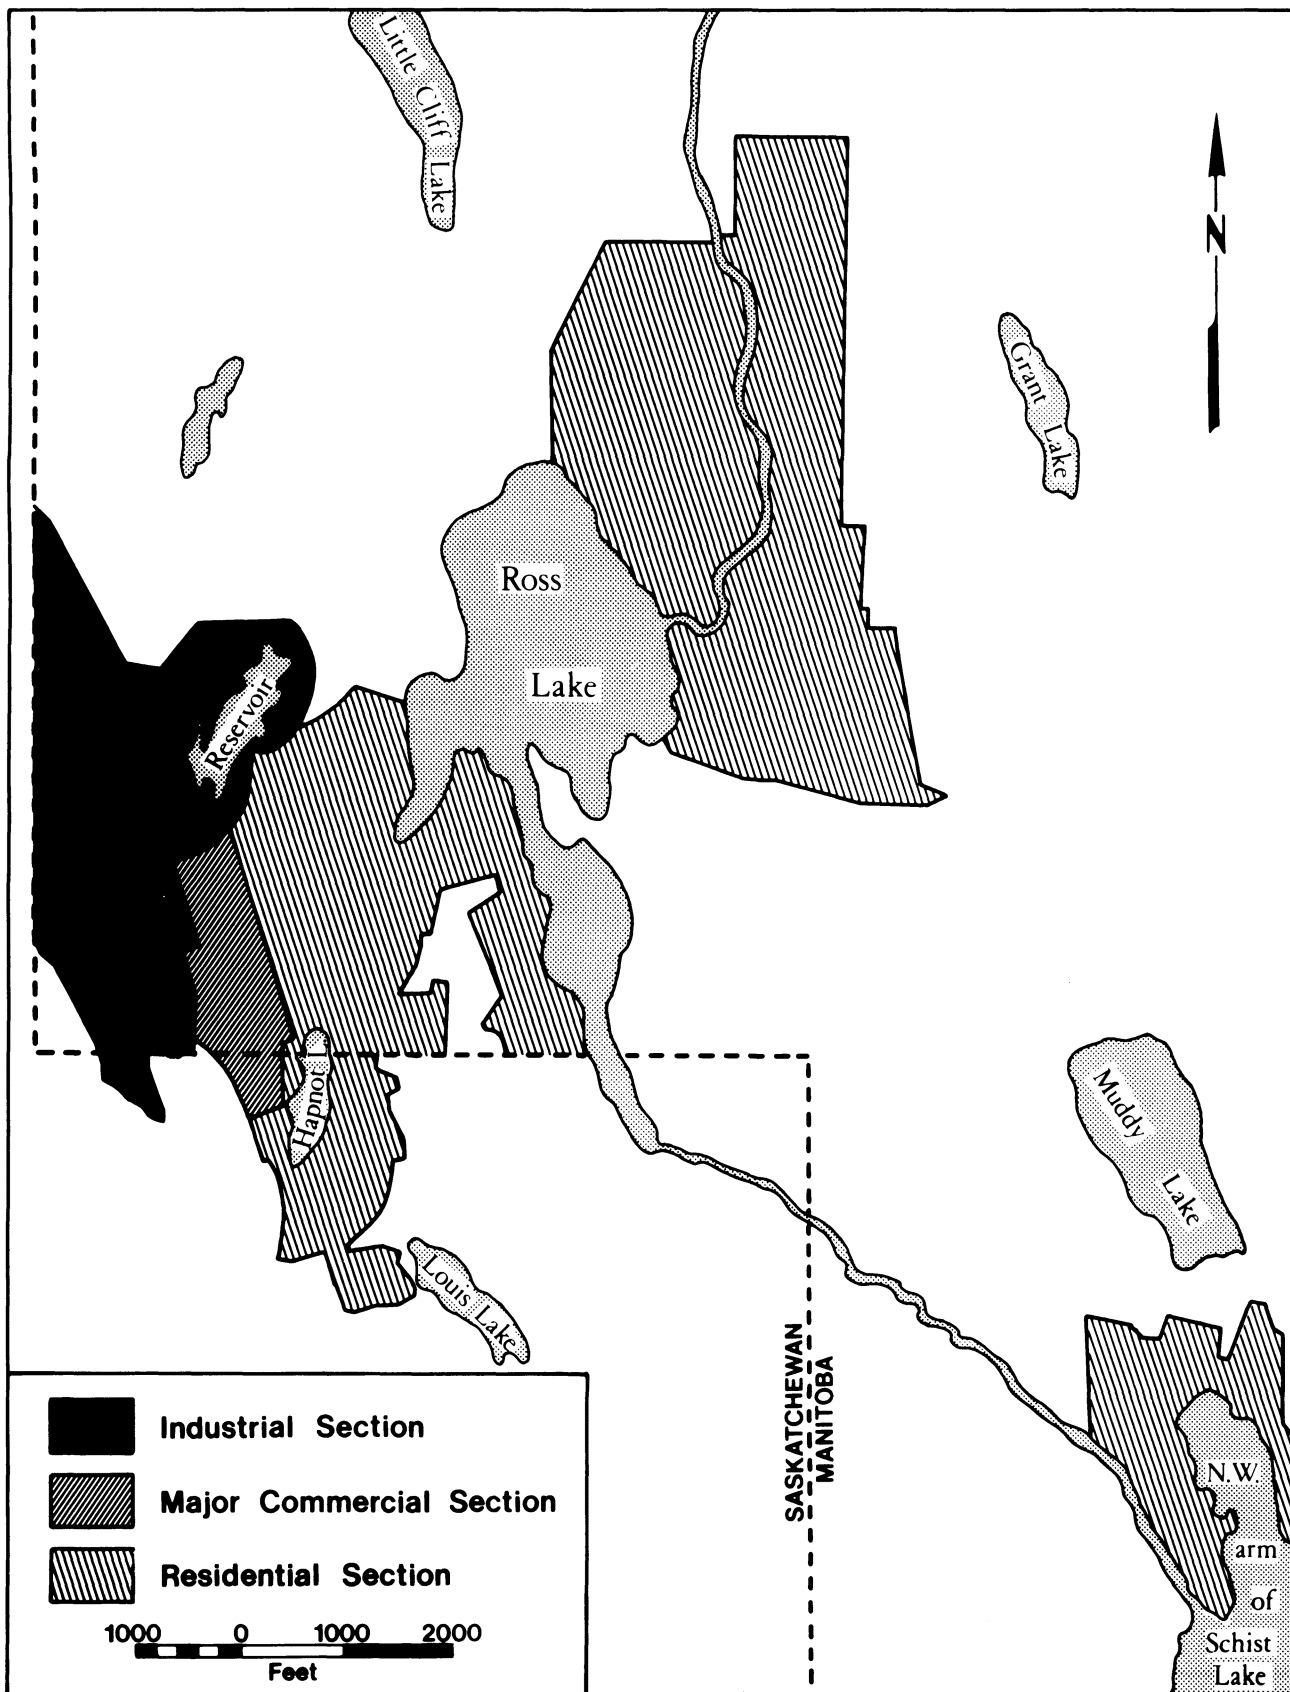 Little Cliff Lake
N
Grant Lake
Ross
Lake
Reservoir
Hapnot L.
Muddy
Lake
Louis Lake
SASKATCHEWAN
MANITOBA
N.W.
arm
of
Schist
Lake
Industrial Section
Major Commercial Section
Residential Section
1000 0 1000 2000
Feet